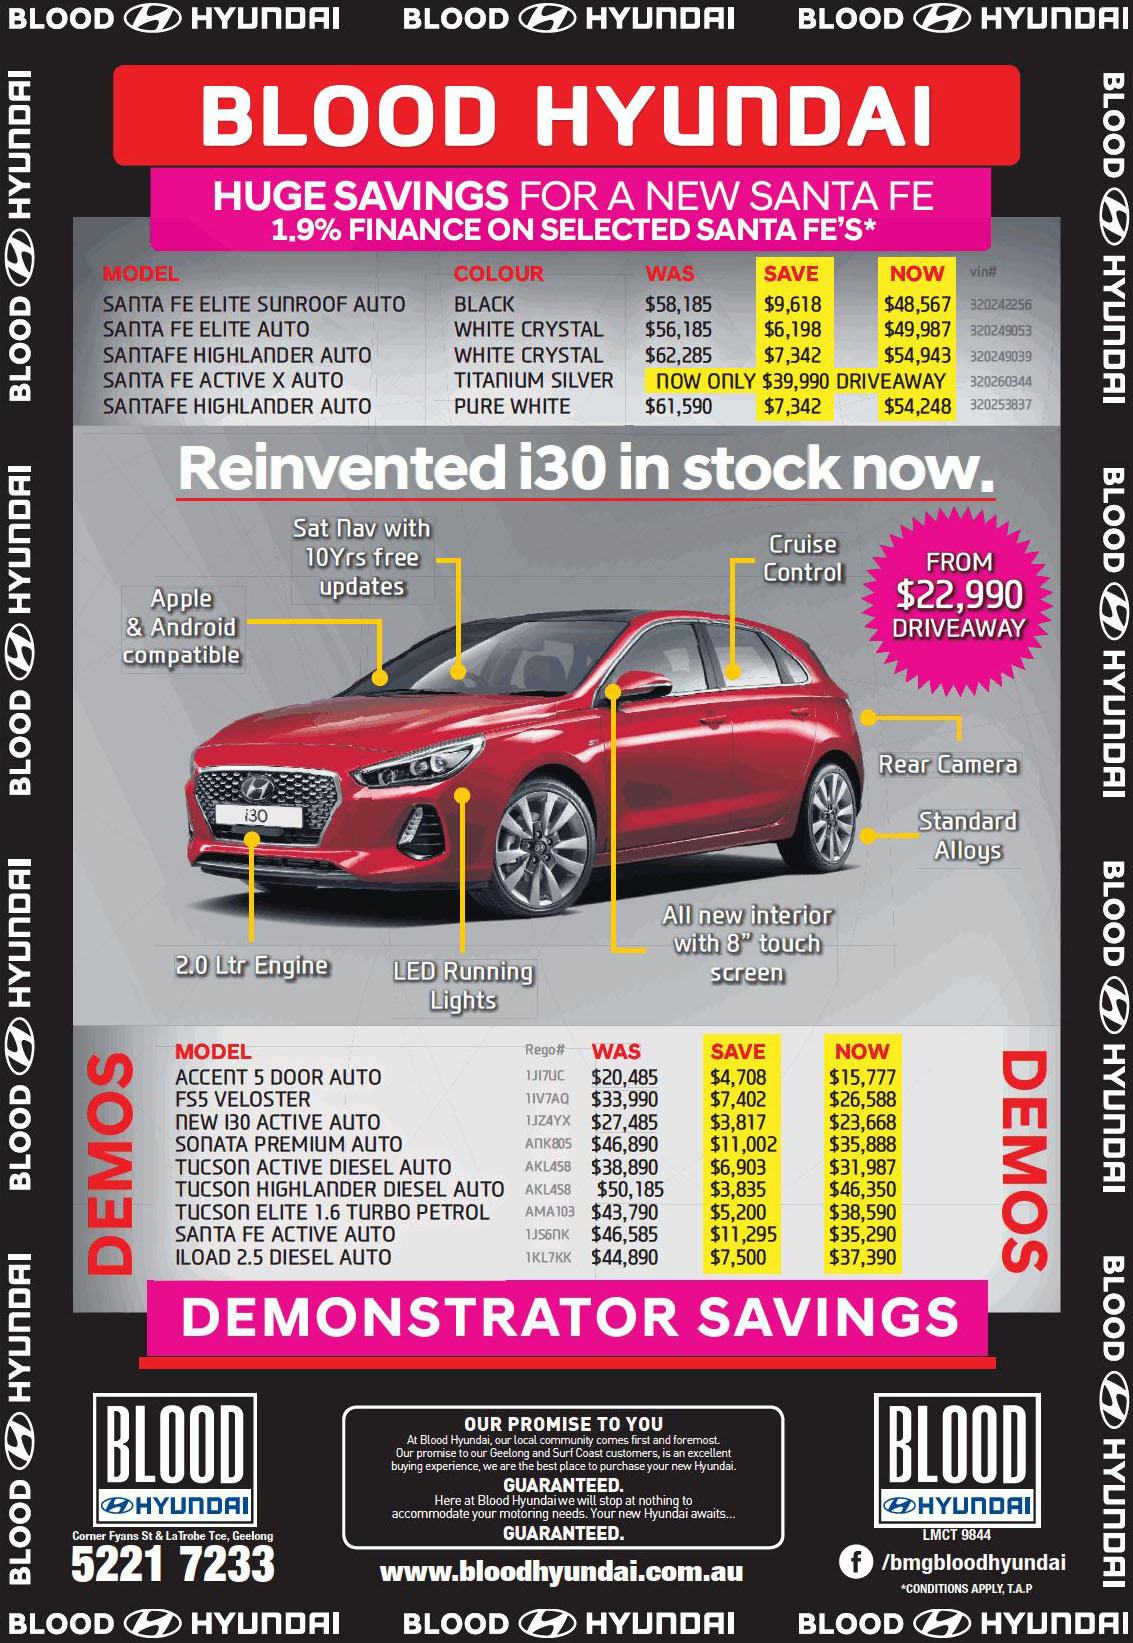 BLOOD HYUNDAI BLOOD HYUNDAI BLOOD HYUNDAI
BLOOD HYUNDAI
HUGE SAVINGS FOR A NEW SANTA FE
1.9% FINANCE ON SELECTED SANTA FE'S*
MODEL COLOUR WAS SAVE NOW vin#
SANTA FE ELITE SUNROOF AUTO BLACK $58,185 $9,618 $48,567 320242256
SANTA FE ELITE AUTO WHITE CRYSTAL $56,185 $6,198 $49,987 320249053
SANTAFE HIGHLANDER AUTO WHITE CRYSTAL $62,285 $7,342 $54,943 320249039
SANTA FE ACTIVE X AUTO TITANIUM SILVER NOW ONLY $39,990 DRIVEAWAY 320260344
SANTAFE HIGHLANDER AUTO PURE WHITE $61,590 $7,342 $54,248 320253837
Reinvented i30 in stock now.
Sat Nav with
10Yrs free
updates
Cruise
Control
FROM
$22,990
DRIVEAWAY
Apple
& Android
compatible
Rear Camera
i30
Standard
Alloys
All new interior
with 8” touch
screen
2.0 Ltr Engine
LED Running
Lights
DEMOS
MODEL Rego# WAS SAVE NOW
ACCENT 5 DOOR AUTO 1JI7UC $20,485 $4,708 $15,777
FS5 VELOSTER 1IV7AQ $33,990 $7,402 $26,588
NEW I30 ACTIVE AUTO 1JZ4YX $27,485 $3,817 $23,668
SONATA PREMIUM AUTO ANK805 $46,890 $11,002 $35,888
TUCSON ACTIVE DIESEL AUTO AKL458 $38,890 $6,903 $31,987
TUCSON HIGHLANDER DIESEL AUTO AKL458 $50,185 $3,835 $46,350
TUCSON ELITE 1.6 TURBO PETROL AMA103 $43,790 $5,200 $38,590
SANTA FE ACTIVE AUTO 1JS6NK $46,585 $11,295 $35,290
ILOAD 2.5 DIESEL AUTO 1KL7KK $44,890 $7,500 $37,390
DEMOS
DEMONSTRATOR SAVINGS
BLOOD
HYUNDAI
Corner Fyans St & LaTrobe Tce, Geelong
5221 7233
OUR PROMISE TO YOU
At Blood Hyundai, our local community comes first and foremost.
Our promise to our Geelong and Surf Coast customers, is an excellent
buying experience, we are the best place to purchase your new Hyundai.
GUARANTEED.
Here at Blood Hyundai we will stop at nothing to
accommodate your motoring needs. Your new Hyundai awaits...
GUARANTEED.
www.bloodhyundai.com.au
BLOOD
HYUNDAI
LMCT 9844
/bmgbloodhyundai
*CONDITIONS APPLY, T.A.P
BLOOD HYUNDAI
BLOOD HYUNDAI
BLOOD HYUNDAI
BLOOD HYUNDAI
BLOOD HYUNDAI
BLOOD HYUNDAI
BLOOD HYUNDAI
BLOOD HYUNDAI
BLOOD HYUNDAI BLOOD HYUNDAI BLOOD HYUNDAI